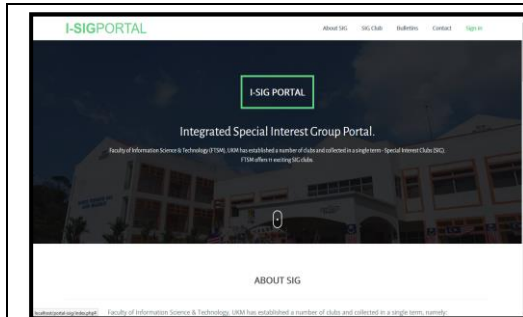 I-SIGPORTAL
About SIG SIG Club Bulletins Contact Sign In
I-SIG PORTAL
Integrated Special Interest Group Portal.
Faculty of Information Science & Technology (FTSM), UKM has established a number of clubs and collected in a single term - Special Interest Clubs (SIG).
FTSM offers 11 exciting SIG clubs.
ABOUT SIG
Faculty of Information Science & Technology, UKM has established a number of clubs and collected in a single term, namely: